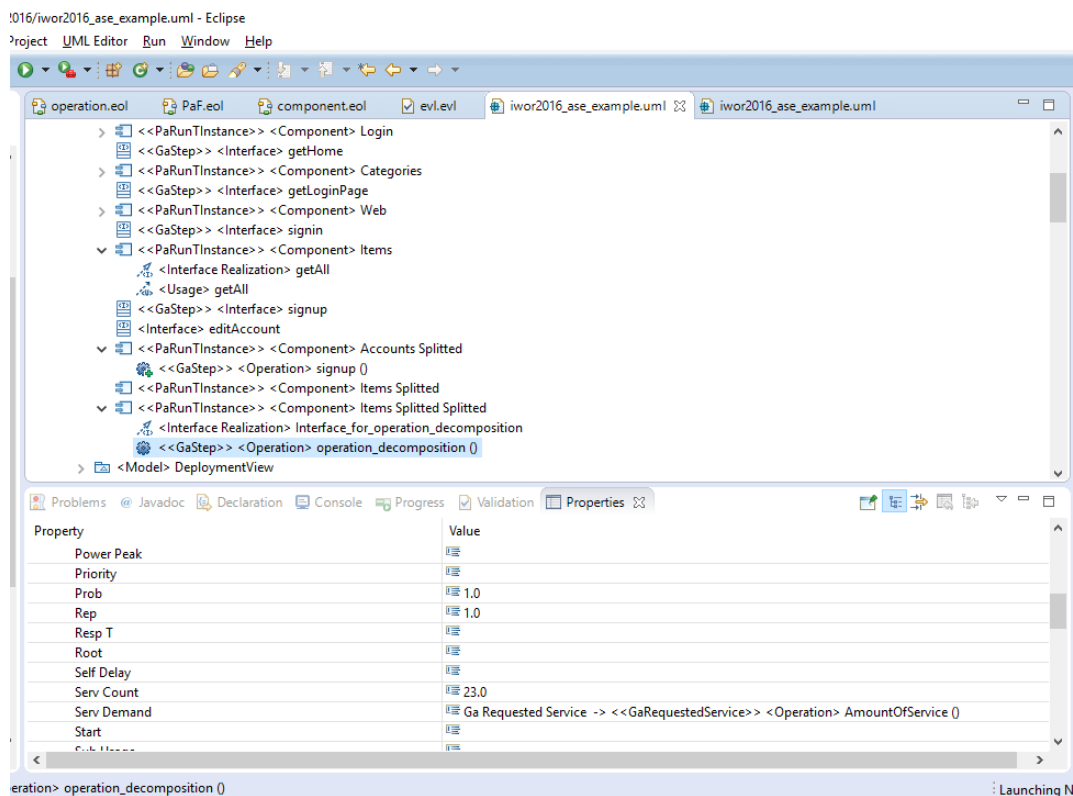 2016/iwor2016_ase_example.uml - Eclipse
Project UML Editor Run Window Help
operation.eol PaF.eol component.eol evl.evl iwor2016_ase_example.uml iwor2016_ase_example.uml
<<PaRunTInstance>> <Component> Login
<<GaStep>> <Interface> getHome
<<PaRunTInstance>> <Component> Categories
<<GaStep>> <Interface> getLoginPage
<<PaRunTInstance>> <Component> Web
<<GaStep>> <Interface> signin
<<PaRunTInstance>> <Component> Items
<Interface Realization> getAll
<Usage> getAll
<<GaStep>> <Interface> signup
<Interface> editAccount
<<PaRunTInstance>> <Component> Accounts Splitted
<<GaStep>> <Operation> signup ()
<<PaRunTInstance>> <Component> Items Splitted
<<PaRunTInstance>> <Component> Items Splitted Splitted
<Interface Realization> Interface_for_operation_decomposition
<<GaStep>> <Operation> operation_decomposition ()
<Model> DeploymentView
Problems @ Javadoc Declaration Console Progress Validation Properties
Property Value
Power Peak
Priority
Prob 1.0
Rep 1.0
Resp T
Root
Self Delay
Serv Count 23.0
Serv Demand Ga Requested Service -> <<GaRequestedService>> <Operation> AmountOfService ()
Start
Sub Usage
eration> operation_decomposition () Launching N